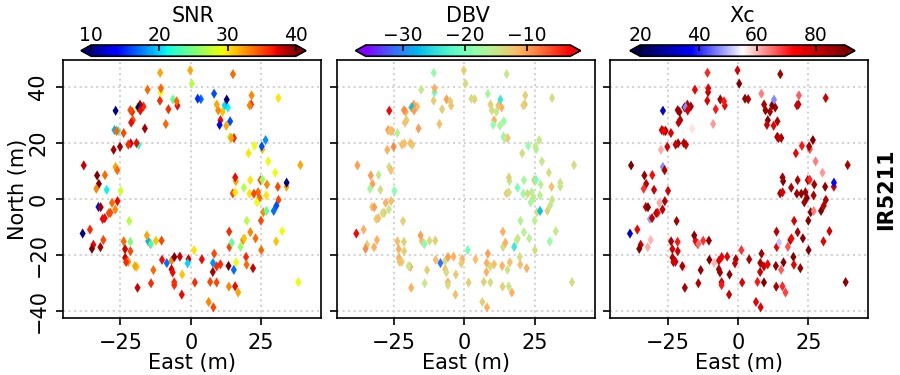 SNR DBV Xc
10 20 30 40 −30 −20 −10 20 40 60 80
40
20
0
−20
−40
North (m)
IR5211
−25 0 25 −25 0 25 −25 0 25
East (m) East (m) East (m)